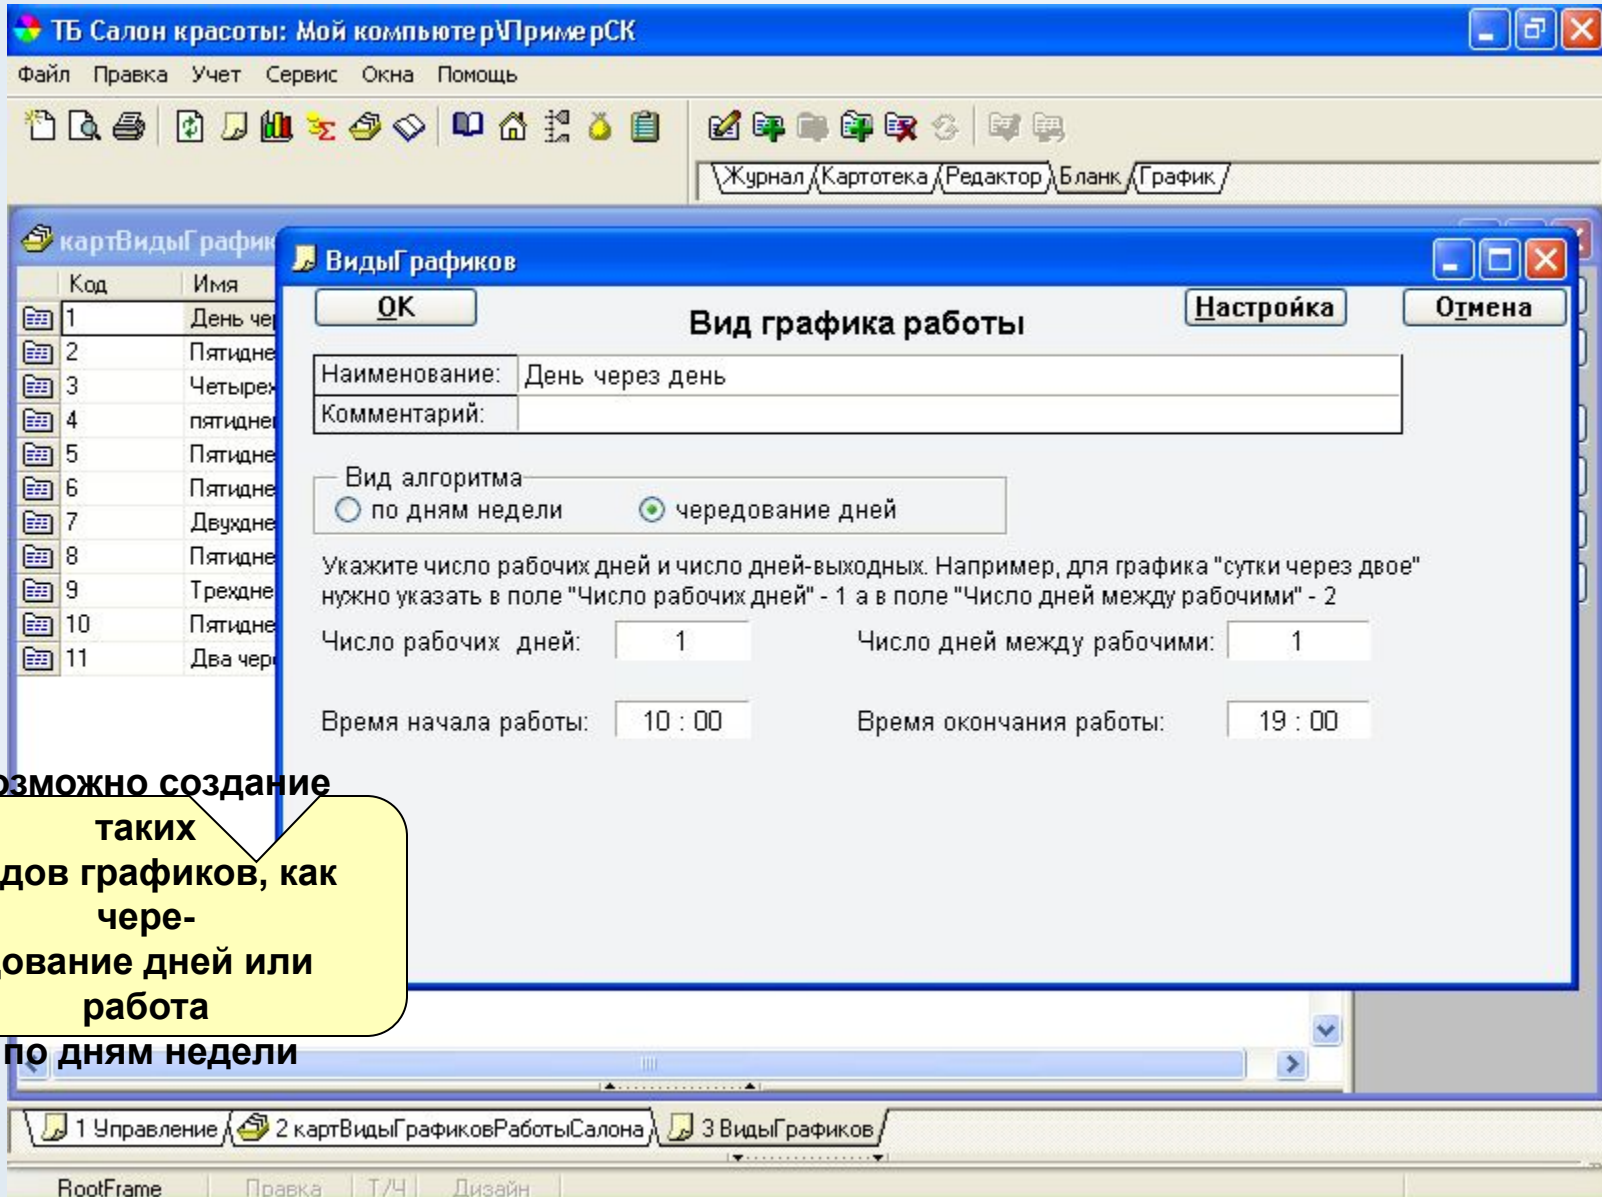 ТБ Салон красоты: Мой компьютер\ПримерСК
Файл Правка Учет Сервис Окна Помощь
Журнал Картотека Редактор Бланк График
картВидыГрафик
ВидыГрафиков
Код Имя
1 День чер
2 Пятидне
3 Четырех
4 пятиднев
5 Пятидне
6 Пятидне
7 Двухдне
8 Пятидне
9 Трехдне
10 Пятидне
11 Два чере
ОК
Вид графика работы
Настройка
Отмена
Наименование: День через день
Комментарий:
Вид алгоритма
по дням недели чередование дней
Укажите число рабочих дней и число дней-выходных. Например, для графика "сутки через двое"
нужно указать в поле "Число рабочих дней" - 1 а в поле "Число дней между рабочими" - 2
Число рабочих дней: 1 Число дней между рабочими: 1
Время начала работы: 10 : 00 Время окончания работы: 19 : 00
озможно создание
таких
дов графиков, как
чере-
дование дней или
работа
по дням недели
1 Управление 2 картВидыГрафиковРаботыСалона 3 ВидыГрафиков
RootFrame Правка Т/Ч Дизайн